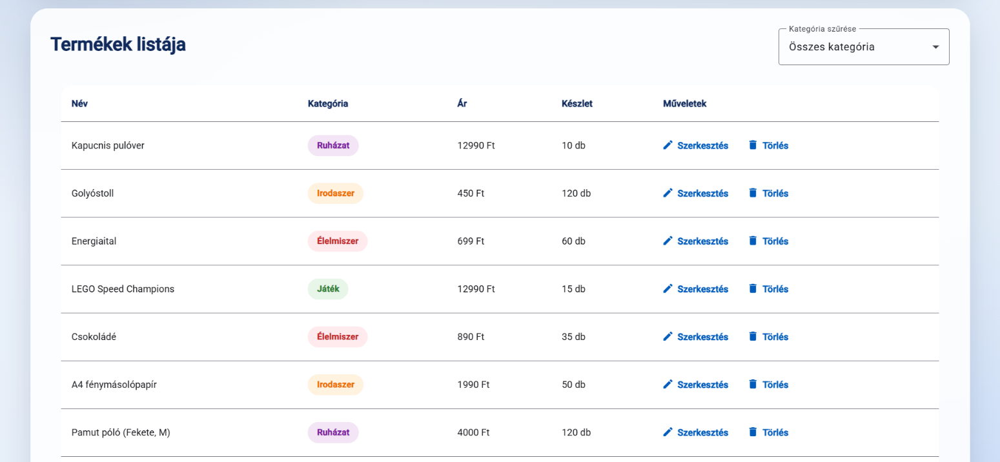 Kategória szűrése
Termékek listája
Összes kategória
Név Kategória Ár Készlet Műveletek
Kapucnis pulóver Ruházat 12990 Ft 10 db Szerkesztés Törlés
Golyóstoll Irodaszer 450 Ft 120 db Szerkesztés Törlés
Energiaital Élelmiszer 699 Ft 60 db Szerkesztés Törlés
LEGO Speed Champions Játék 12990 Ft 15 db Szerkesztés Törlés
Csokoládé Élelmiszer 890 Ft 35 db Szerkesztés Törlés
A4 fénymásolópapír Irodaszer 1990 Ft 50 db Szerkesztés Törlés
Pamut póló (Fekete, M) Ruházat 4000 Ft 120 db Szerkesztés Törlés